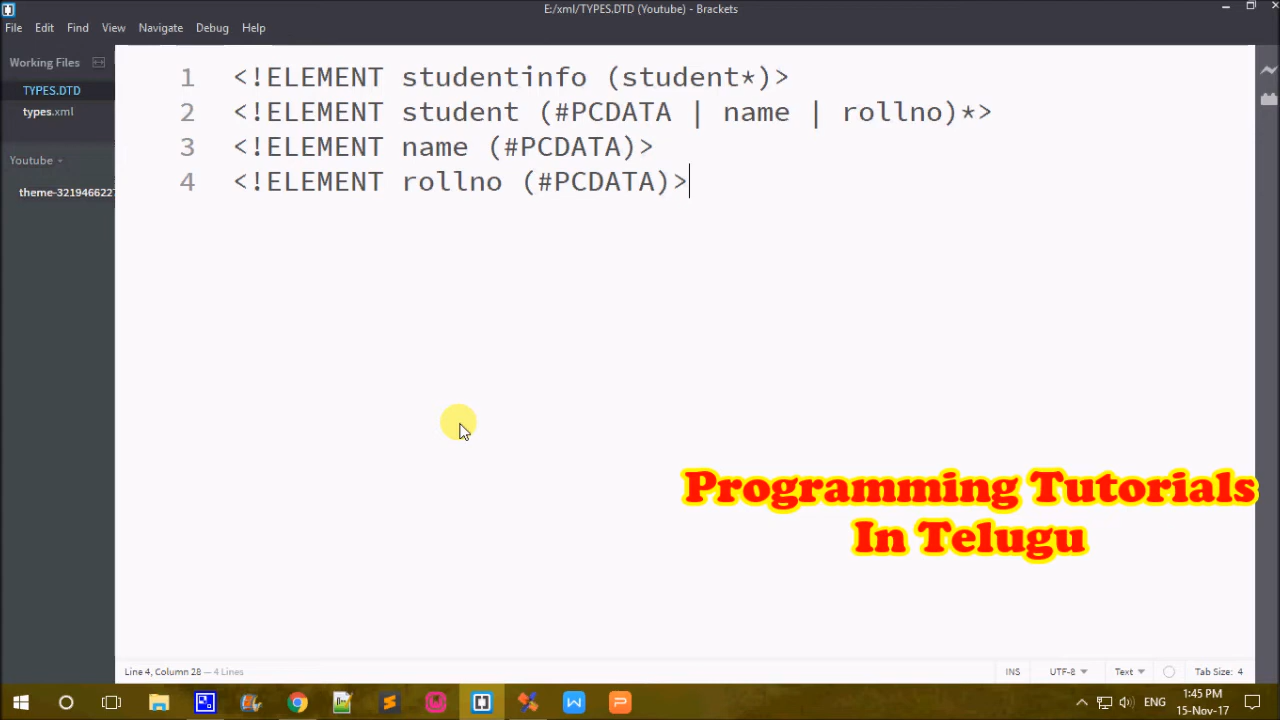 E:/xml/TYPES.DTD (Youtube) - Brackets
File Edit Find View Navigate Debug Help
Working Files
TYPES.DTD
types.xml
Youtube
theme-3219466227
1 <!ELEMENT studentinfo (student*)>
2 <!ELEMENT student (#PCDATA | name | rollno)*>
3 <!ELEMENT name (#PCDATA)>
4 <!ELEMENT rollno (#PCDATA)>
Programming Tutorials
In Telugu
Line 4, Column 28 — 4 Lines
INS UTF-8 Text Tab Size: 4
ENG
1:45 PM
15-Nov-17